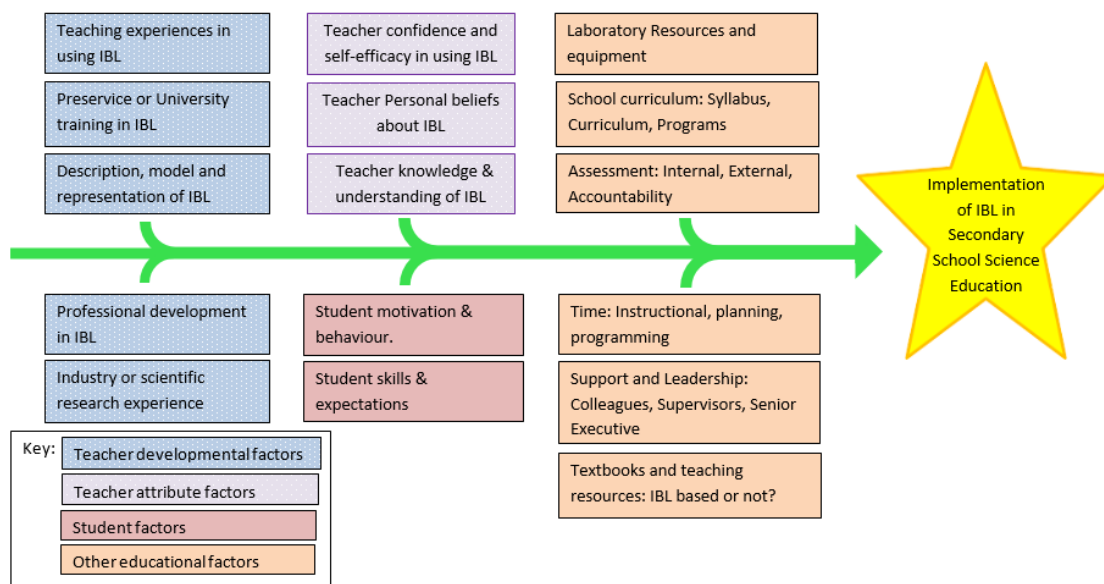 Teaching experiences in
using IBL
Preservice or University
training in IBL
Description, model and
representation of IBL
Teacher confidence and
self-efficacy in using IBL
Teacher Personal beliefs
about IBL
Teacher knowledge &
understanding of IBL
Laboratory Resources and
equipment
School curriculum: Syllabus,
Curriculum, Programs
Assessment: Internal, External,
Accountability
Implementation
of IBL in
Secondary
School Science
Education
Professional development
in IBL
Industry or scientific
research experience
Student motivation &
behaviour.
Student skills &
expectations
Time: Instructional, planning,
programming
Support and Leadership:
Colleagues, Supervisors, Senior
Executive
Textbooks and teaching
resources: IBL based or not?
Key:
Teacher developmental factors
Teacher attribute factors
Student factors
Other educational factors